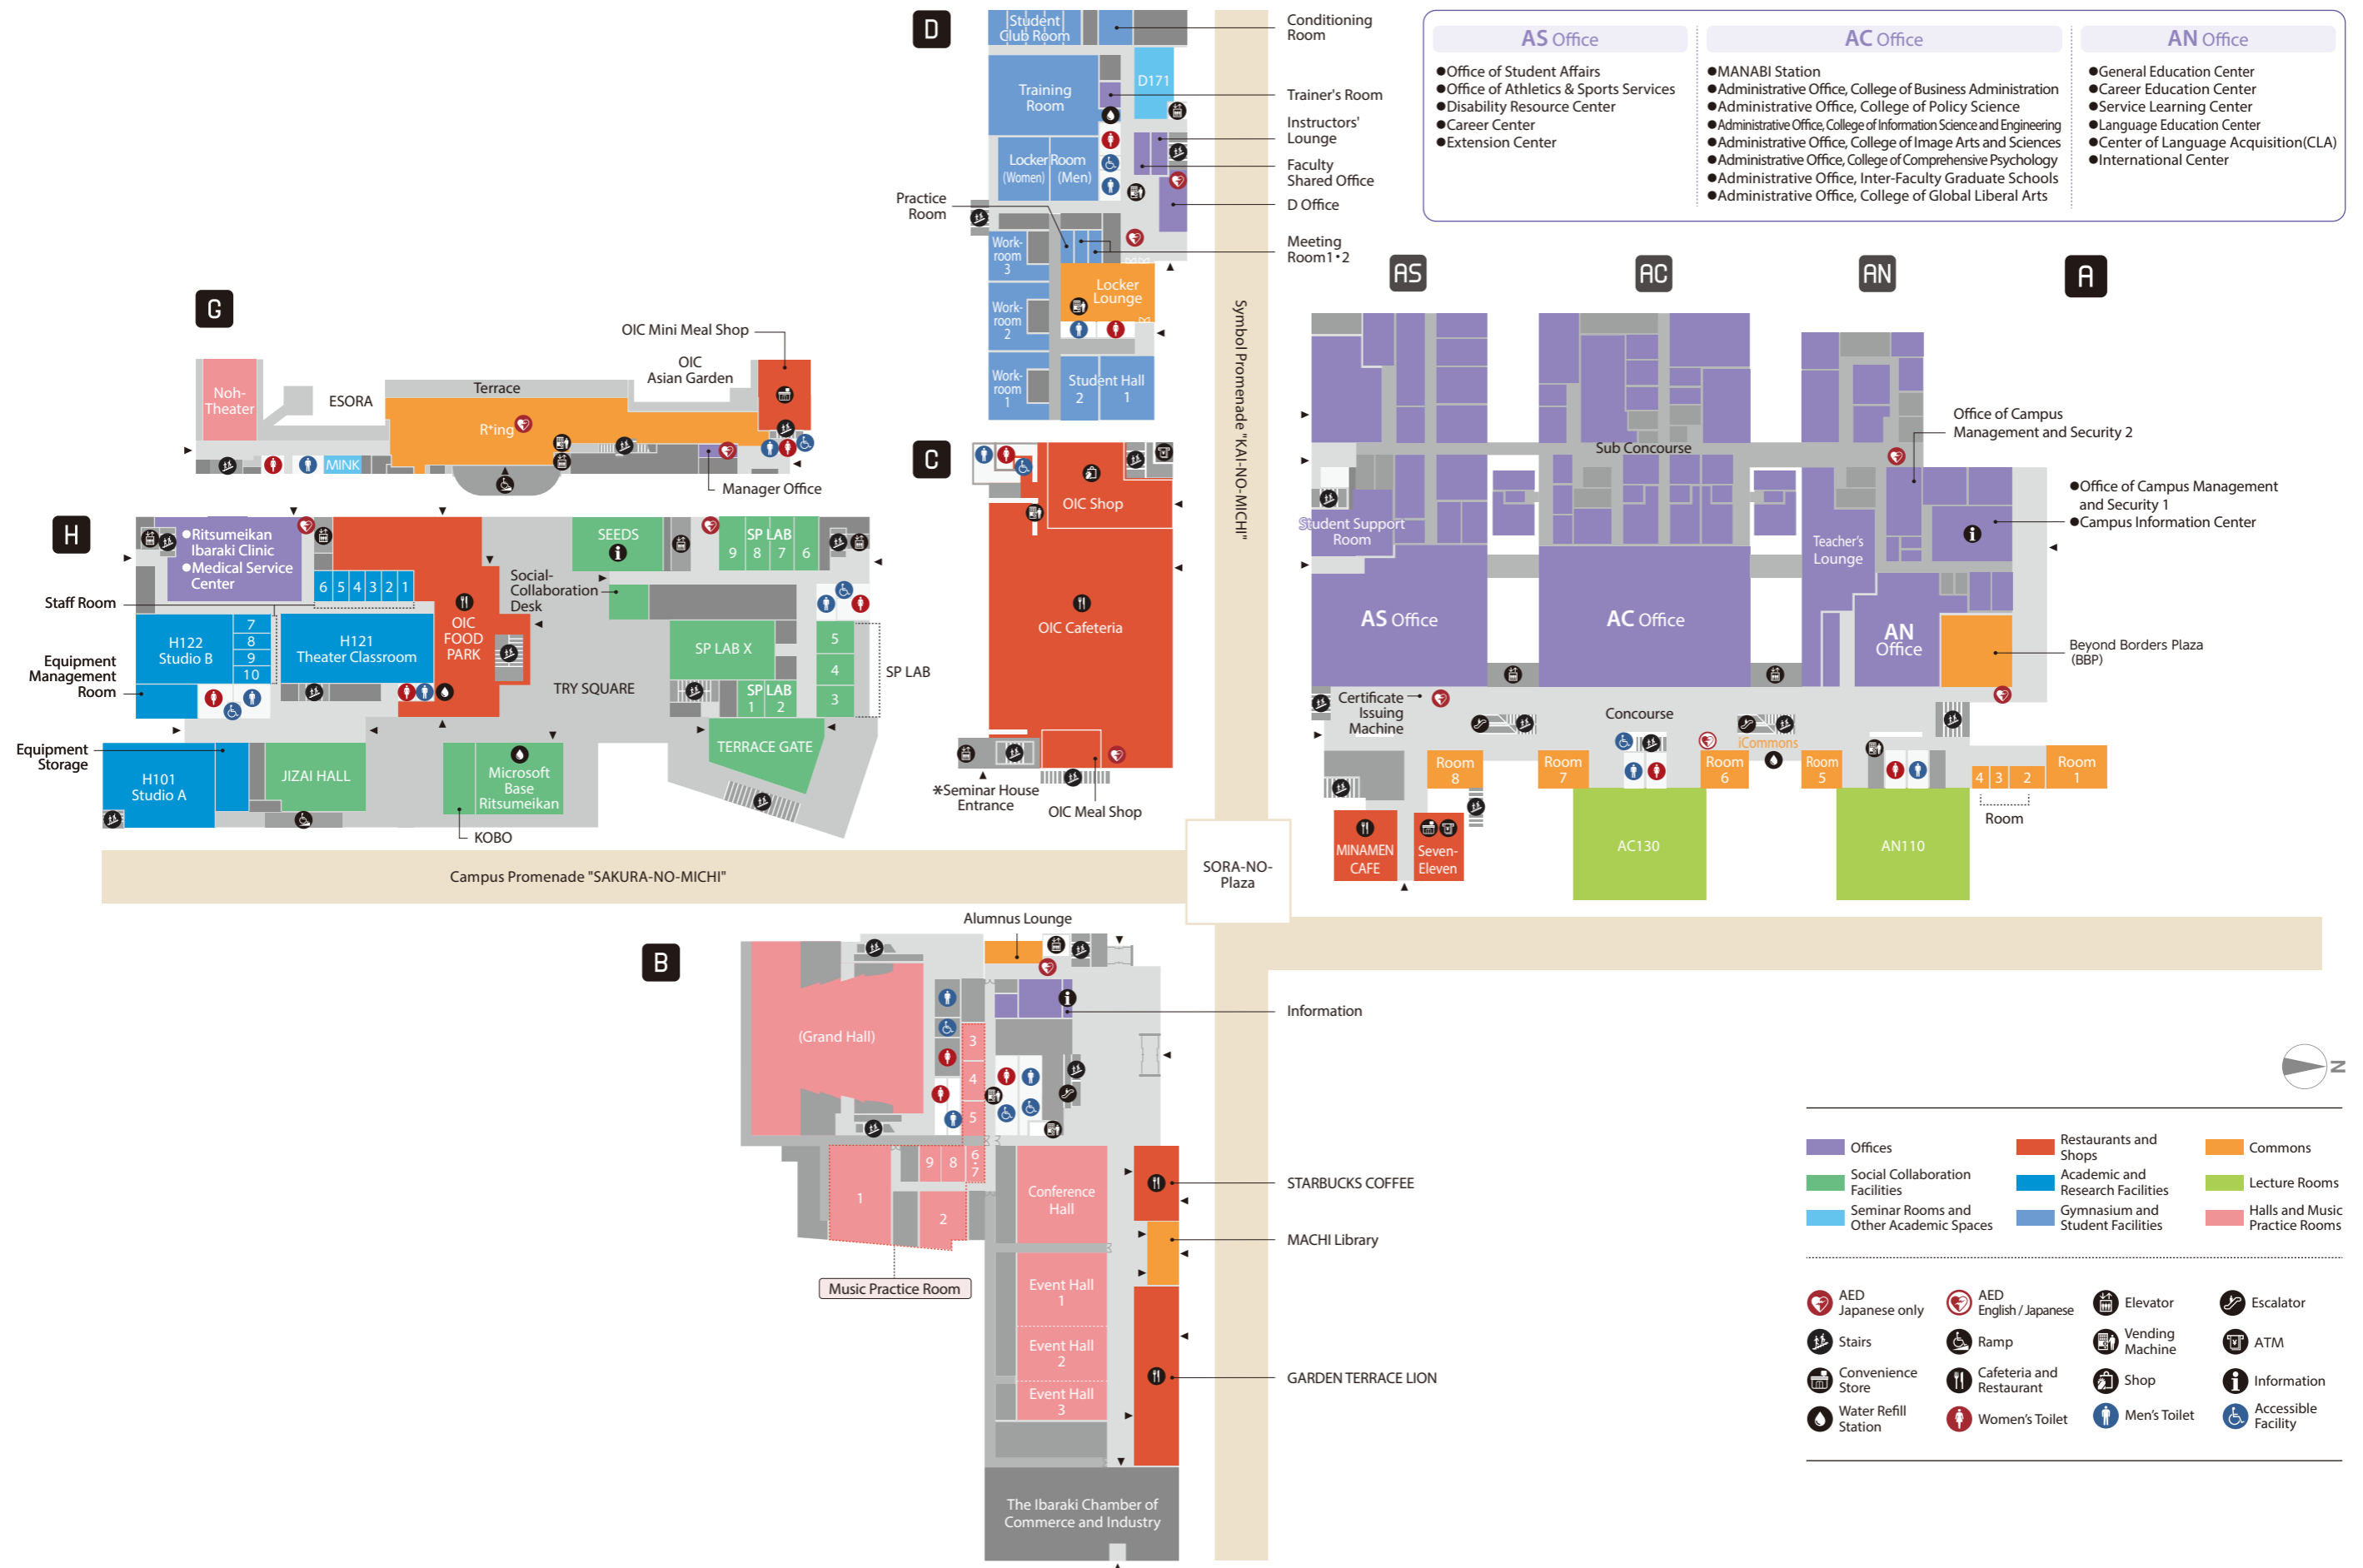 D
Student
Club Room
Conditioning
Room
Training
Room
D171
Trainer's Room
Instructors'
Lounge
Faculty
Shared Office
D Office
Locker Room
(Women)
(Men)
Practice
Room
Meeting
Room1•2
Work-
room
3
Work-
room
2
Work-
room
1
Locker
Lounge
Student Hall
2
1
Symbol Promenade "KAI-NO-MICHI"
AS Office
●Office of Student Affairs
●Office of Athletics & Sports Services
●Disability Resource Center
●Career Center
●Extension Center
AC Office
●MANABI Station
●Administrative Office, College of Business Administration
●Administrative Office, College of Policy Science
●Administrative Office, College of Information Science and Engineering
●Administrative Office, College of Image Arts and Sciences
●Administrative Office, College of Comprehensive Psychology
●Administrative Office, Inter-Faculty Graduate Schools
●Administrative Office, College of Global Liberal Arts
AN Office
●General Education Center
●Career Education Center
●Service Learning Center
●Language Education Center
●Center of Language Acquisition(CLA)
●International Center
AS
AC
AN
A
Office of Campus
Management and Security 2
Sub Concourse
●Office of Campus Management
and Security 1
●Campus Information Center
Student Support
Room
Teacher's
Lounge
AS Office
AC Office
AN
Office
Beyond Borders Plaza
(BBP)
Certificate
Issuing
Machine
Concourse
iCommons
Room
8
Room
7
Room
6
Room
5
4
3
2
Room
1
Room
MINAMEN
CAFE
Seven-
Eleven
AC130
AN110
G
OIC Mini Meal Shop
OIC
Asian Garden
Terrace
Noh-
Theater
ESORA
R*ing
MINK
Manager Office
C
OIC Shop
OIC Cafeteria
*Seminar House
Entrance
OIC Meal Shop
H
●Ritsumeikan
Ibaraki Clinic
●Medical Service
Center
SEEDS
SP LAB
9 8 7 6
Social-
Collaboration
Desk
Staff Room
6 5 4 3 2 1
OIC
FOOD
PARK
H122
Studio B
7
8
9
10
H121
Theater Classroom
SP LAB X
5
4
3
SP LAB
Equipment
Management
Room
TRY SQUARE
SP LAB
1 2
Equipment
Storage
TERRACE GATE
H101
Studio A
JIZAI HALL
Microsoft
Base
Ritsumeikan
KOBO
Campus Promenade "SAKURA-NO-MICHI"
SORA-NO-
Plaza
B
Alumnus Lounge
Information
(Grand Hall)
3
4
5
6
・
7
9
8
1
2
Music Practice Room
Conference
Hall
STARBUCKS COFFEE
MACHI Library
Event Hall
1
Event Hall
2
Event Hall
3
GARDEN TERRACE LION
The Ibaraki Chamber of
Commerce and Industry
N
Offices
Restaurants and
Shops
Commons
Social Collaboration
Facilities
Academic and
Research Facilities
Lecture Rooms
Seminar Rooms and
Other Academic Spaces
Gymnasium and
Student Facilities
Halls and Music
Practice Rooms
AED
Japanese only
AED
English / Japanese
Elevator
Escalator
Stairs
Ramp
Vending
Machine
ATM
Convenience
Store
Cafeteria and
Restaurant
Shop
Information
Water Refill
Station
Women's Toilet
Men's Toilet
Accessible
Facility